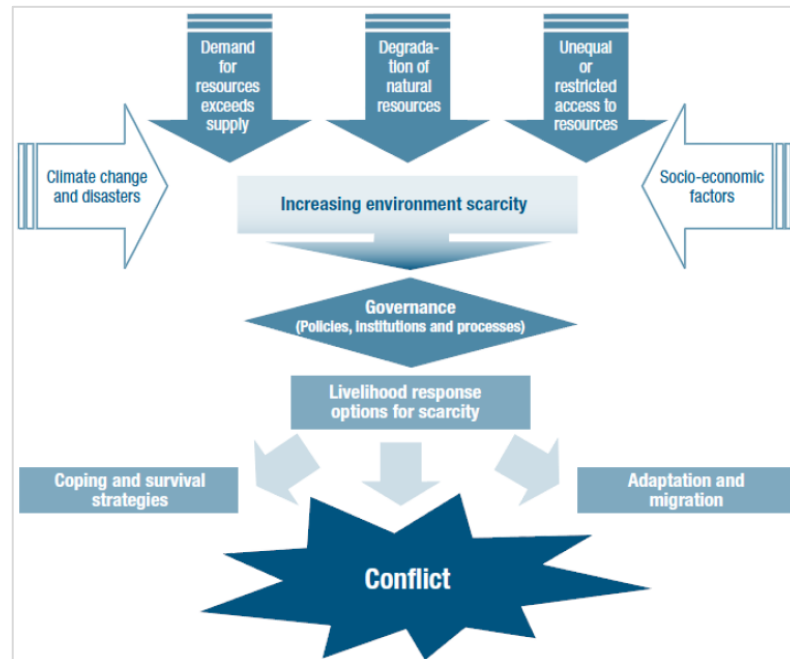 Demand
for
resources
exceeds
supply
Degrada-
tion of
natural
resources
Unequal
or
restricted
access to
resources
Climate change
and disasters
Socio-economic
factors
Increasing environment scarcity
Governance
(Policies, institutions and processes)
Livelihood response
options for scarcity
Coping and survival
strategies
Adaptation and
migration
Conflict